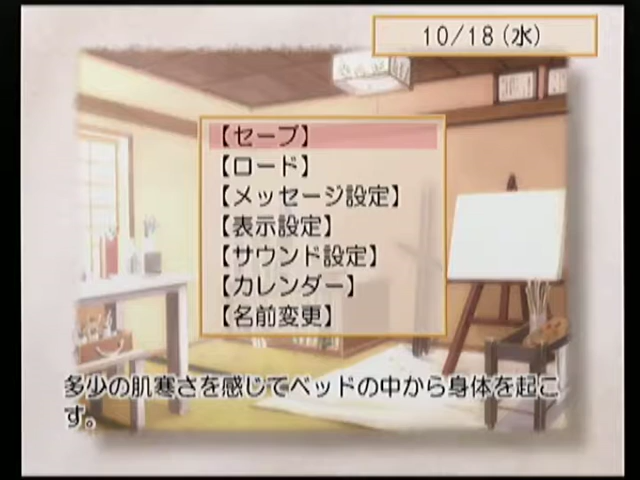 10/18(水)
【セーブ】
【ロード】
【メッセージ設定】
【表示設定】
【サウンド設定】
【カレンダー】
【名前変更】
多少の肌寒さを感じてベッドの中から身体を起こ
す。